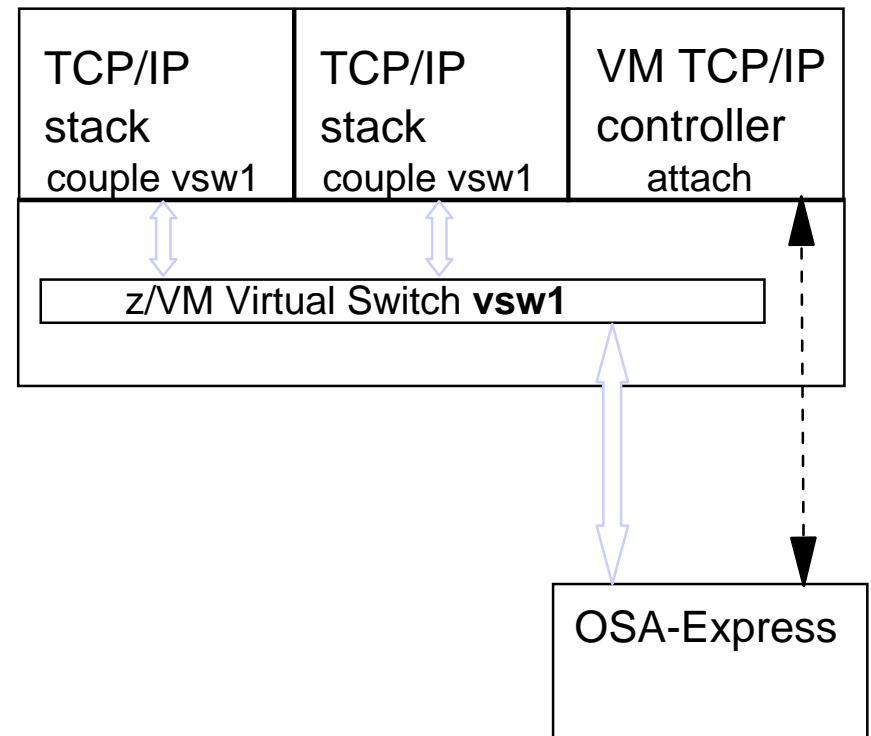 TCP/IP
stack
couple vsw1
TCP/IP
stack
couple vsw1
VM TCP/IP
controller
attach
z/VM Virtual Switch vsw1
OSA-Express